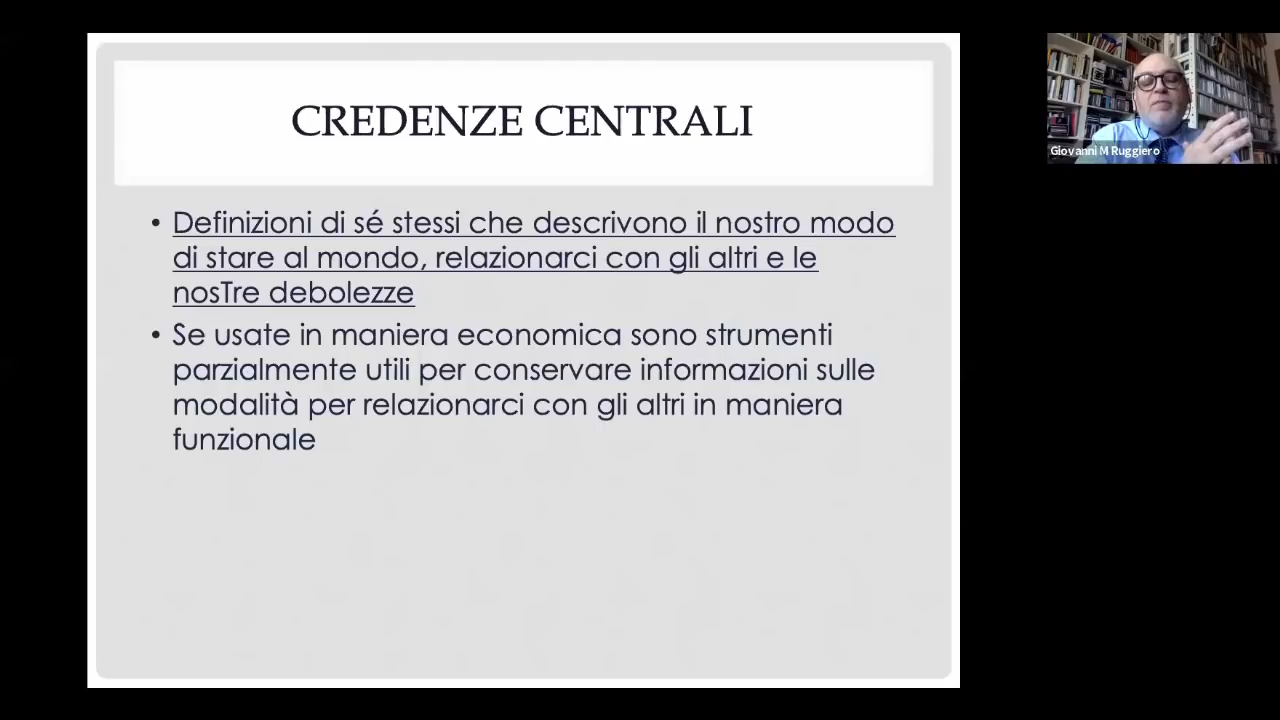 CREDENZE CENTRALI
• Definizioni di sé stessi che descrivono il nostro modo
di stare al mondo, relazionarci con gli altri e le
nosTre debolezze
• Se usate in maniera economica sono strumenti
parzialmente utili per conservare informazioni sulle
modalità per relazionarci con gli altri in maniera
funzionale
Giovanni M Ruggiero